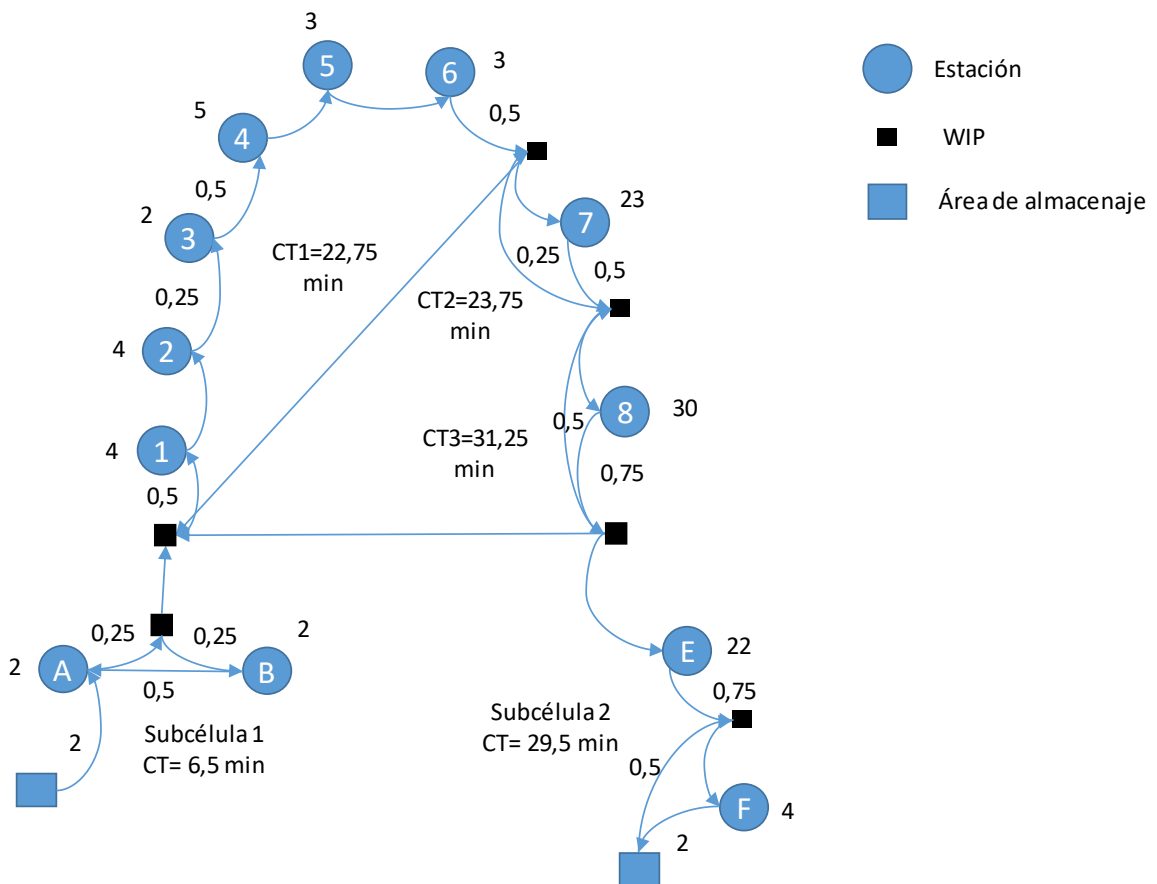 3
5
3
6
Estación
5
4
0,5
WIP
0,5
2
3
7
23
Área de almacenaje
CT1=22,75
min
0,25
0,5
0,25
CT2=23,75
min
4
2
8
30
0,5
CT3=31,25
min
4
1
0,75
0,5
0,25
0,25
2
2
A
B
E
22
0,5
0,75
Subcélula 1
CT= 6,5 min
2
Subcélula 2
CT= 29,5 min
0,5
F
4
2